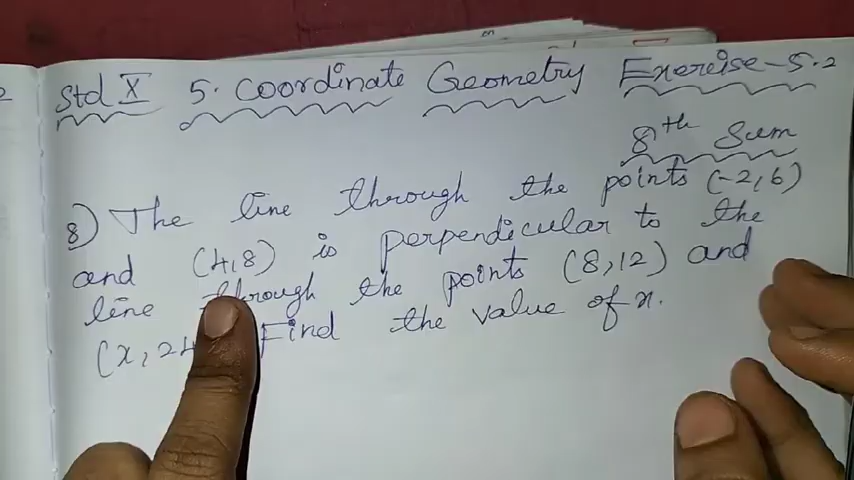 Std X 5. Coordinate Geometry Exercise-5.2
8th Sum
8) The line through the points (-2,6)
and (4,8) is perpendicular to the
line through the points (8,12) and
(x, 24 Find the value of x.